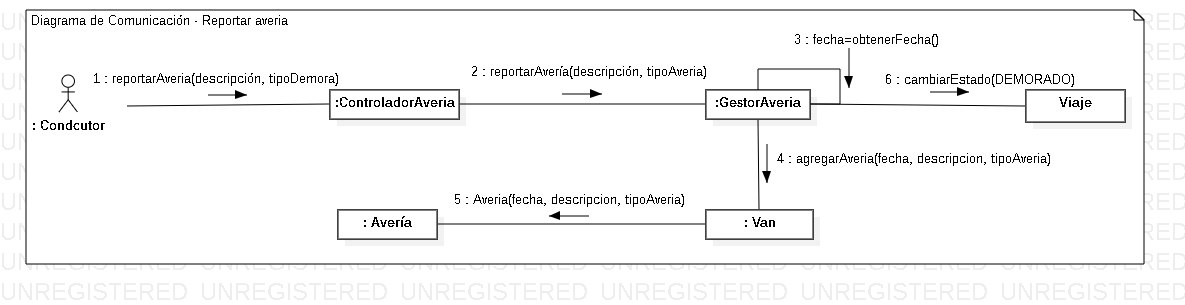 Diagrama de Comunicación - Reportar averia
3 : fecha=obtenerFecha()
1 : reportarAveria(descripción, tipoDemora)
2 : reportarAvería(descripción, tipoAveria)
6 : cambiarEstado(DEMORADO)
:ControladorAveria
:GestorAveria
Viaje
: Condcutor
4 : agregarAveria(fecha, descripcion, tipoAveria)
5 : Averia(fecha, descripcion, tipoAveria)
: Avería
: Van
UNREGISTERED UNREGISTERED UNREGISTERED UNREGISTERED UNREGISTERED UNREGISTERED